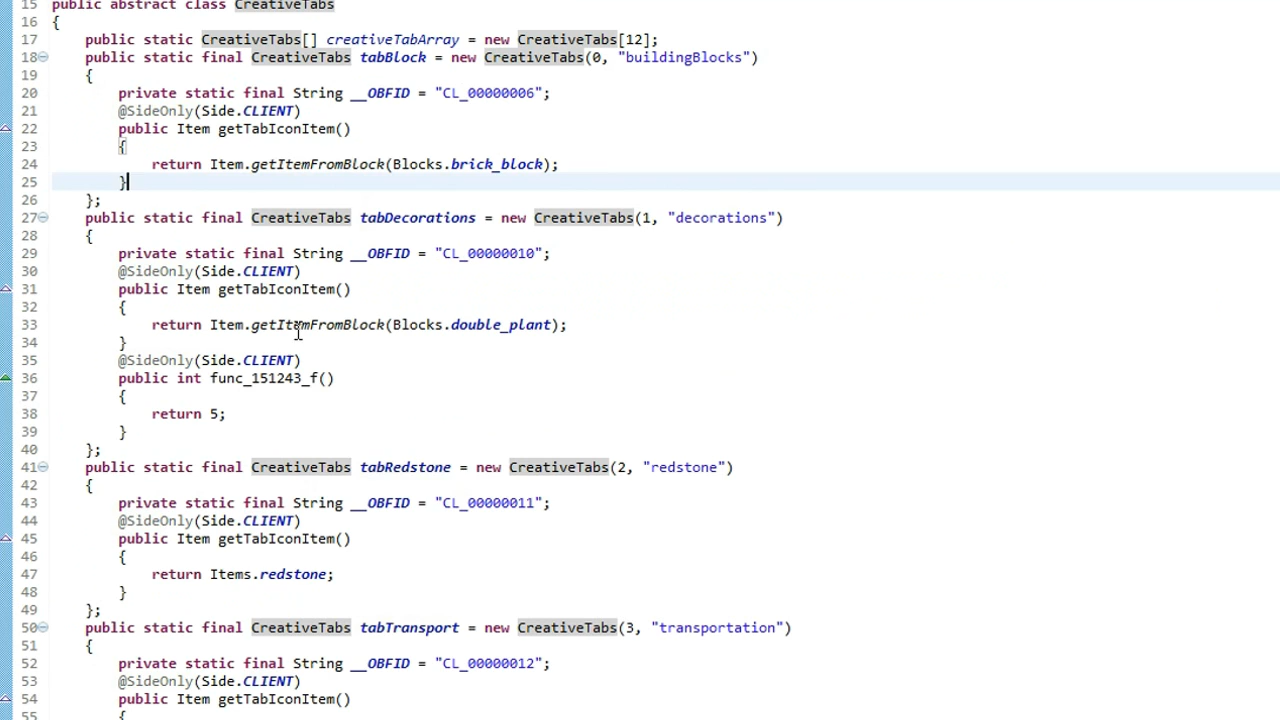 15 public abstract class CreativeTabs
16 {
17 public static CreativeTabs[] creativeTabArray = new CreativeTabs[12];
18 public static final CreativeTabs tabBlock = new CreativeTabs(0, "buildingBlocks")
19 {
20 private static final String __OBFID = "CL_00000006";
21 @SideOnly(Side.CLIENT)
22 public Item getTabIconItem()
23 {
24 return Item.getItemFromBlock(Blocks.brick_block);
25 }
26 };
27 public static final CreativeTabs tabDecorations = new CreativeTabs(1, "decorations")
28 {
29 private static final String __OBFID = "CL_00000010";
30 @SideOnly(Side.CLIENT)
31 public Item getTabIconItem()
32 {
33 return Item.getItemFromBlock(Blocks.double_plant);
34 }
35 @SideOnly(Side.CLIENT)
36 public int func_151243_f()
37 {
38 return 5;
39 }
40 };
41 public static final CreativeTabs tabRedstone = new CreativeTabs(2, "redstone")
42 {
43 private static final String __OBFID = "CL_00000011";
44 @SideOnly(Side.CLIENT)
45 public Item getTabIconItem()
46 {
47 return Items.redstone;
48 }
49 };
50 public static final CreativeTabs tabTransport = new CreativeTabs(3, "transportation")
51 {
52 private static final String __OBFID = "CL_00000012";
53 @SideOnly(Side.CLIENT)
54 public Item getTabIconItem()
55 {